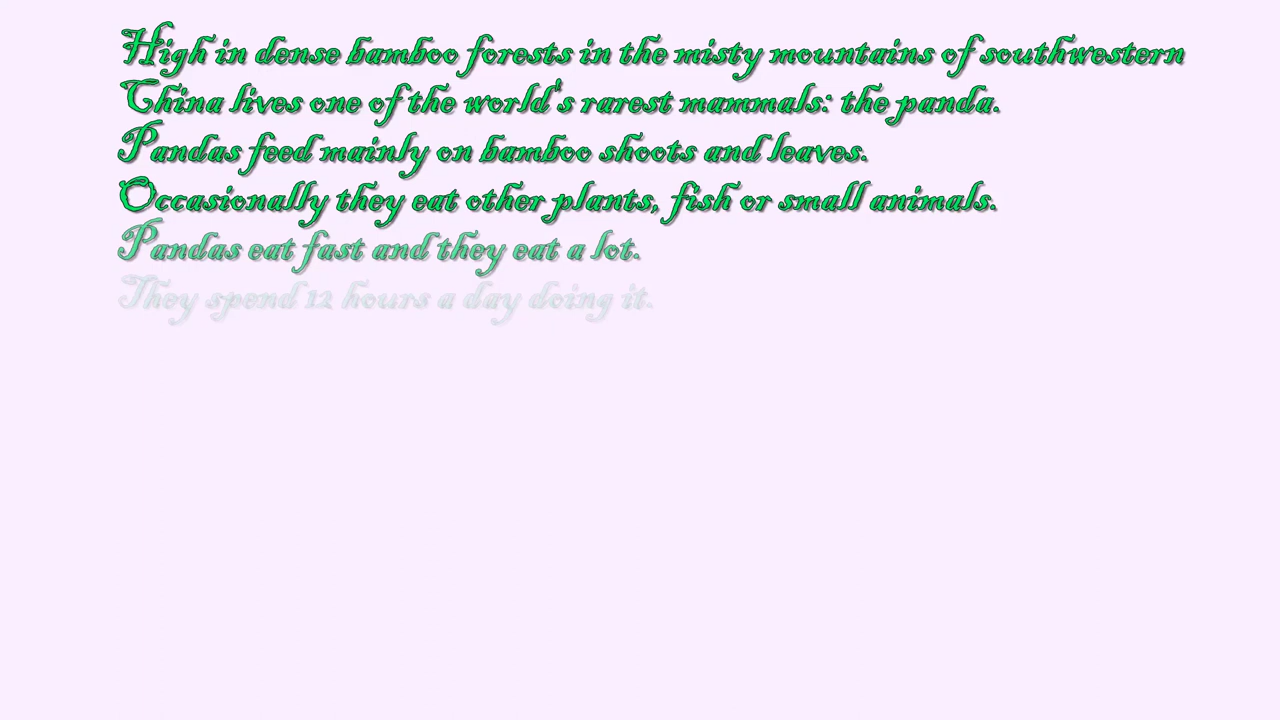 High in dense bamboo forests in the misty mountains of southwestern
China lives one of the world's rarest mammals: the panda.
Pandas feed mainly on bamboo shoots and leaves.
Occasionally they eat other plants, fish or small animals.
Pandas eat fast and they eat a lot.
They spend 12 hours a day doing it.